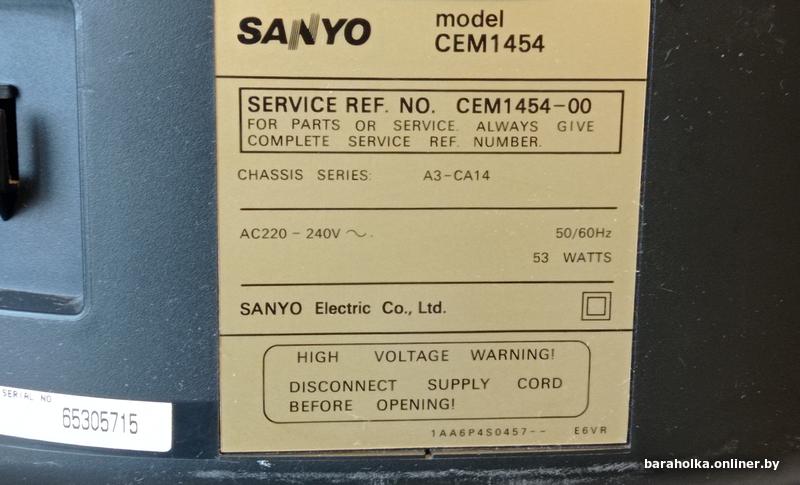 SANYO
model
CEM1454
SERVICE REF. NO. CEM1454-00
FOR PARTS OR SERVICE. ALWAYS GIVE
COMPLETE SERVICE REF. NUMBER.
CHASSIS SERIES: A3-CA14
AC220 - 240V ～.
50/60Hz
53 WATTS
SANYO Electric Co., Ltd.
HIGH VOLTAGE WARNING!
DISCONNECT SUPPLY CORD
BEFORE OPENING!
1AA6P4S0457-- E6VR
SERIAL NO
65305715
baraholka.onliner.by